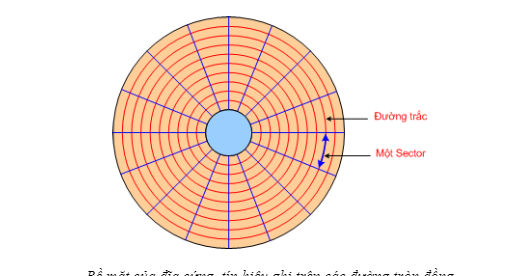 Đường trắc
Một Sector
Bề mặt của đĩa cứng, tín hiệu ghi trên các đường tròn đồng